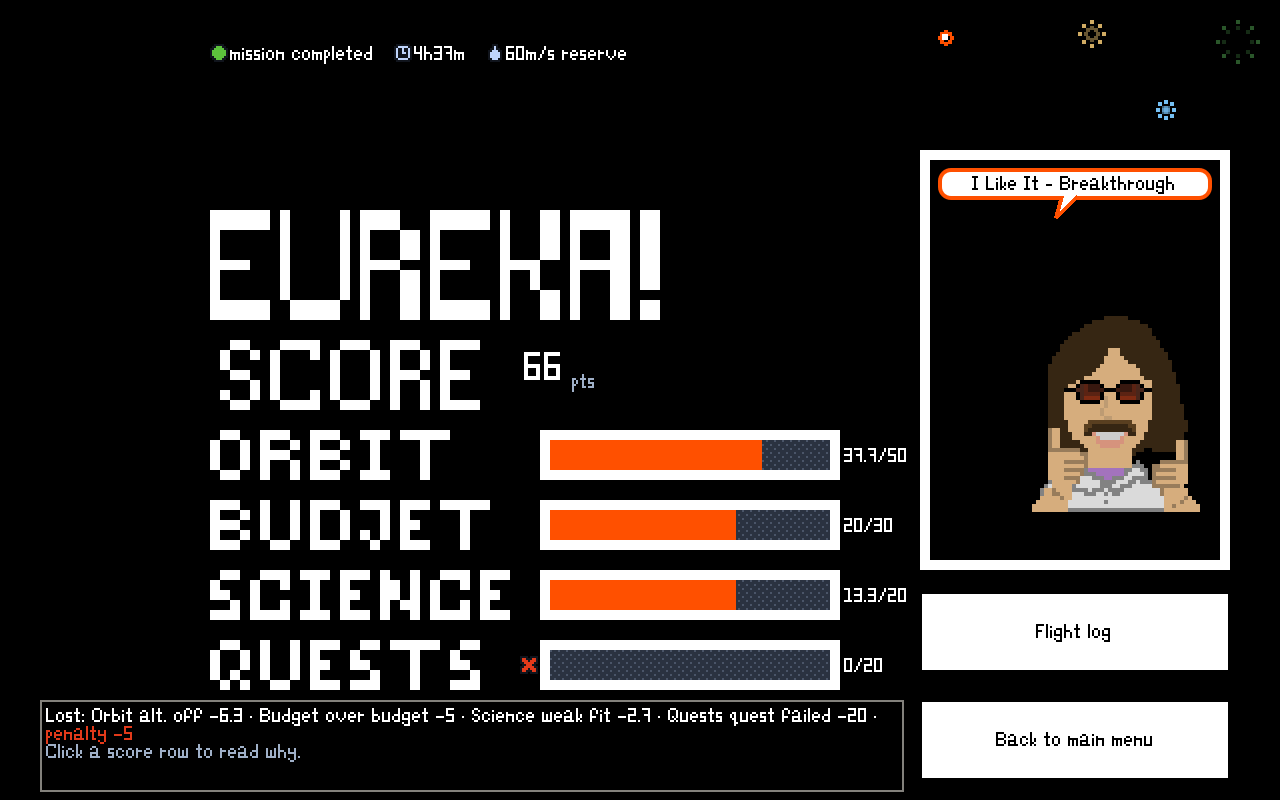 mission completed 4h37m 60m/s reserve
I Like It - Breakthrough
EUREKA!
SCORE 66 pts
ORBIT 37.7/50
BUDJET 20/30
SCIENCE 13.3/20
QUESTS 0/20
Lost: Orbit alt. off -6.3 · Budget over budget -5 · Science weak fit -2.7 · Quests quest failed -20 ·
penalty -5
Click a score row to read why.
Flight log
Back to main menu